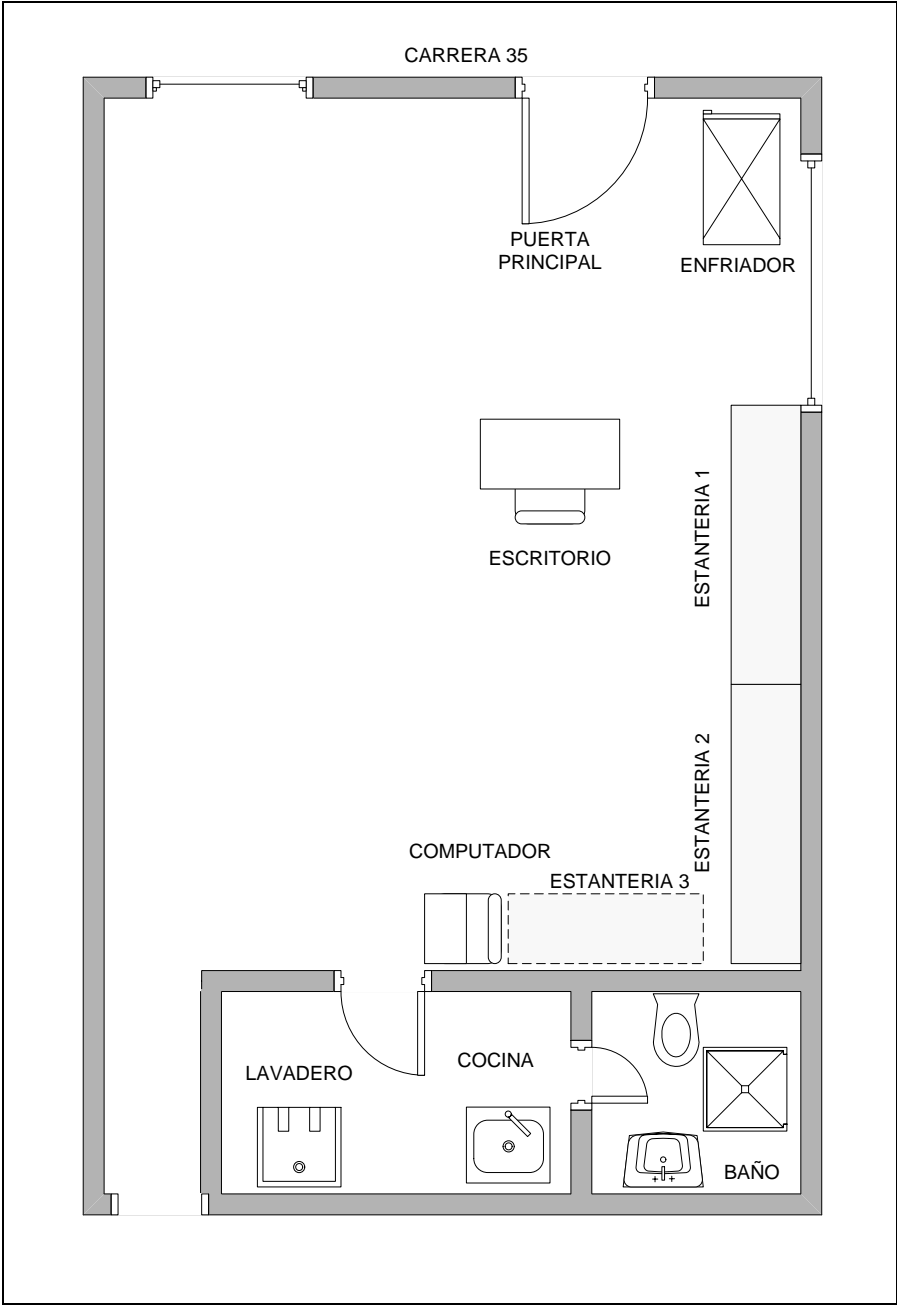 CARRERA 35
PUERTA
PRINCIPAL
ENFRIADOR
ESTANTERIA 1
ESCRITORIO
ESTANTERIA 2
COMPUTADOR
ESTANTERIA 3
LAVADERO
COCINA
BAÑO